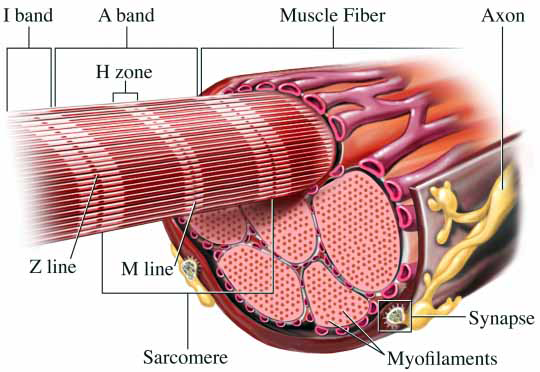 I band
A band
Muscle Fiber
Axon
H zone
Z line
M line
Synapse
Sarcomere
Myofilaments